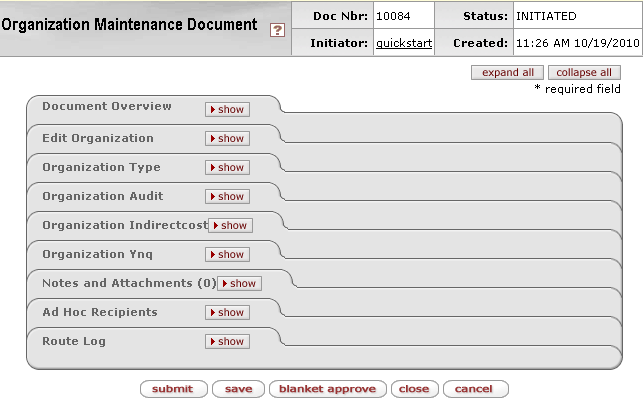 Organization Maintenance Document ?
Doc Nbr: 10084 Status: INITIATED
Initiator: quickstart Created: 11:26 AM 10/19/2010
expand all collapse all
* required field
Document Overview show
Edit Organization show
Organization Type show
Organization Audit show
Organization Indirectcost show
Organization Ynq show
Notes and Attachments (0) show
Ad Hoc Recipients show
Route Log show
submit save blanket approve close cancel